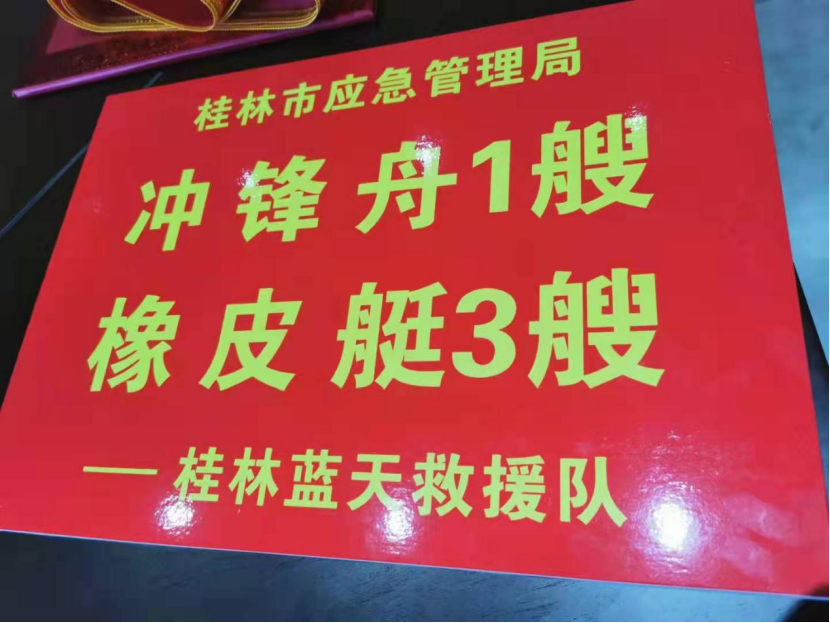 桂林市应急管理局
冲锋舟1艘
橡皮艇3艘
——桂林蓝天救援队